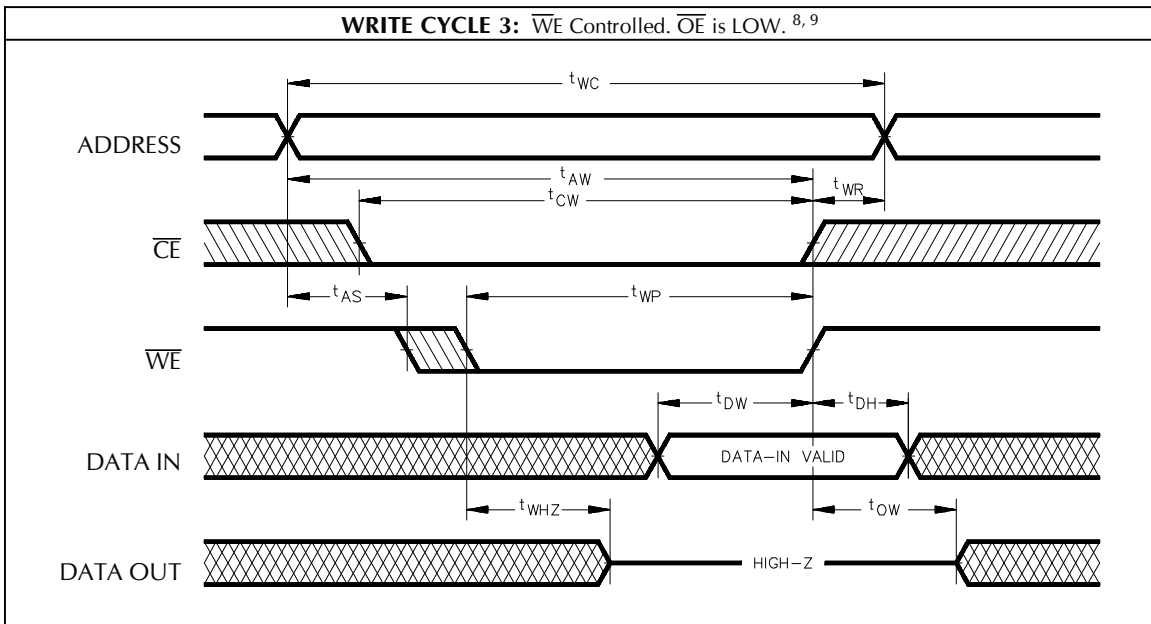 WRITE CYCLE 3: WE Controlled. OE is LOW. 8, 9
tWC
ADDRESS
tAW
tCW
tWR
CE
tAS
tWP
WE
tDW
tDH
DATA IN
DATA-IN VALID
tWHZ
tOW
DATA OUT
HIGH-Z